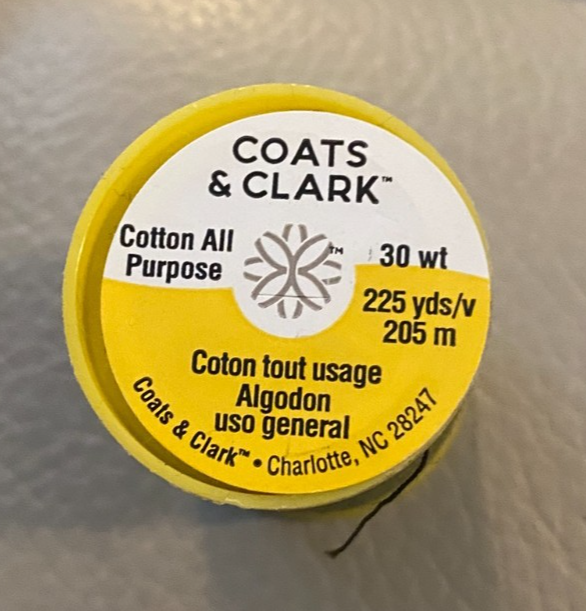 COATS
& CLARK™
Cotton All
Purpose
™
30 wt
225 yds/v
205 m
Coton tout usage
Algodon
uso general
Coats & Clark™ • Charlotte, NC 28247